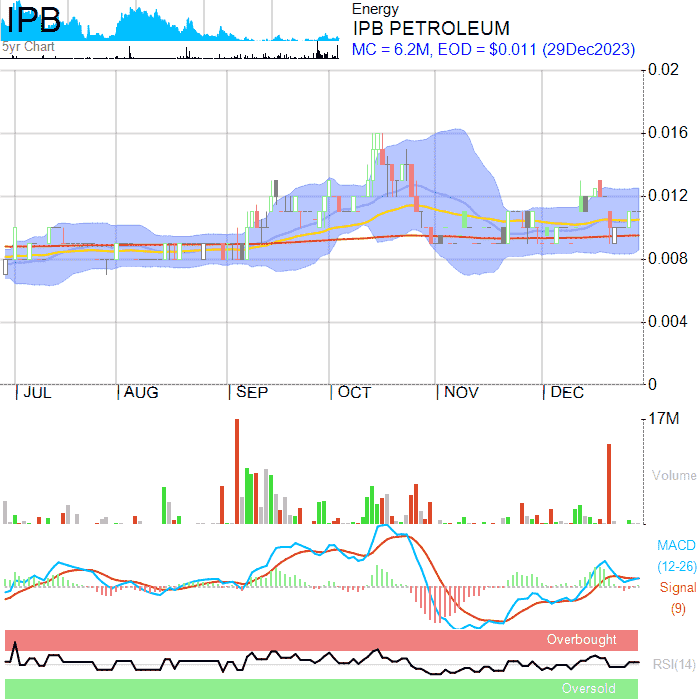 IPB
5yr Chart
Energy
IPB PETROLEUM
MC = 6.2M, EOD = $0.011 (29Dec2023)
0.02
0.016
0.012
0.008
0.004
0
JUL AUG SEP OCT NOV DEC
17M
Volume
MACD
(12-26)
Signal
(9)
Overbought
RSI(14)
Oversold